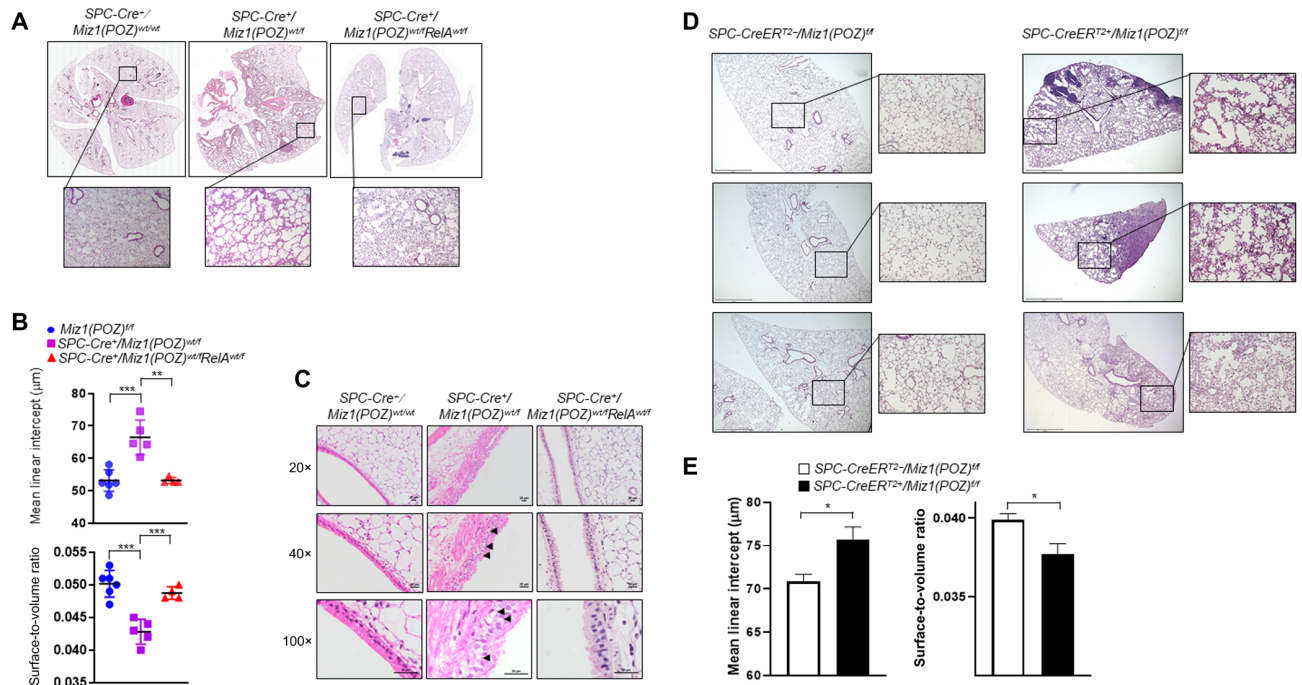 A
SPC-Cre⁻/
Miz1(POZ)ʷᵗ/ʷᵗ
SPC-Cre⁺/
Miz1(POZ)ʷᵗ/ᶠ
SPC-Cre⁺/
Miz1(POZ)ʷᵗ/ᶠRelAʷᵗ/ᶠ
B
Miz1(POZ)ᶠ/ᶠ
SPC-Cre⁺/Miz1(POZ)ʷᵗ/ᶠ
SPC-Cre⁺/Miz1(POZ)ʷᵗ/ᶠRelAʷᵗ/ᶠ
Mean linear intercept (μm)
80
70
60
50
40
***
**
Surface-to-volume ratio
0.055
0.050
0.045
0.040
0.035
***
***
C
SPC-Cre⁻/
Miz1(POZ)ʷᵗ/ʷᵗ
SPC-Cre⁺/
Miz1(POZ)ʷᵗ/ᶠ
SPC-Cre⁺/
Miz1(POZ)ʷᵗ/ᶠRelAʷᵗ/ᶠ
20×
40×
100×
D
SPC-CreERᵀ²⁻/Miz1(POZ)ᶠ/ᶠ
SPC-CreERᵀ²⁺/Miz1(POZ)ᶠ/ᶠ
E
SPC-CreERᵀ²⁻/Miz1(POZ)ᶠ/ᶠ
SPC-CreERᵀ²⁺/Miz1(POZ)ᶠ/ᶠ
Mean linear intercept (μm)
80
75
70
65
60
*
Surface-to-volume ratio
0.040
0.035
*